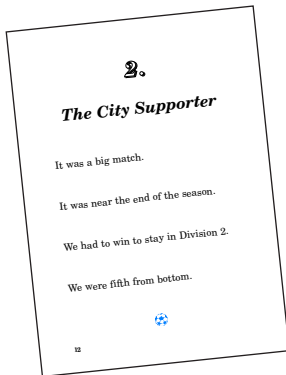 2.
The City Supporter
It was a big match.
It was near the end of the season.
We had to win to stay in Division 2.
We were fifth from bottom.
12